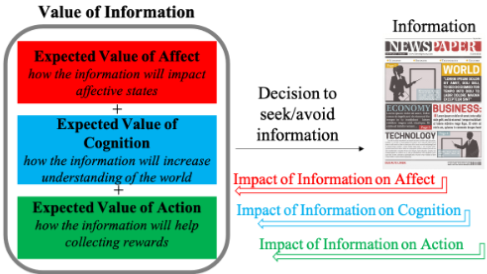 Value of Information
Information
Expected Value of Affect
how the information will impact
affective states
+
Expected Value of
Cognition
how the information will increase
understanding of the world
+
Expected Value of Action
how the information will help
collecting rewards
Decision to
seek/avoid
information
NEWSPAPER
WORLD
ECONOMY
BUSINESS:
TECHNOLOGY
Impact of Information on Affect
Impact of Information on Cognition
Impact of Information on Action